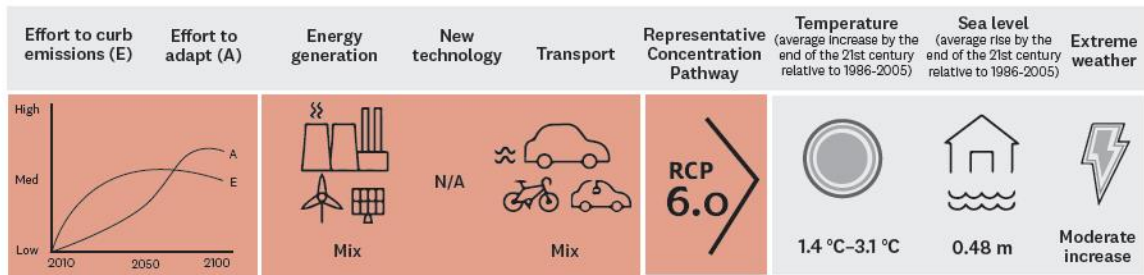 Effort to curb
emissions (E)
Effort to
adapt (A)
Energy
generation
New
technology
Transport
Representative
Concentration
Pathway
Temperature
(average increase by the
end of the 21st century
relative to 1986-2005)
Sea level
(average rise by the
end of the 21st century
relative to 1986-2005)
Extreme
weather
High
Med
Low
A
E
2010
2050
2100
Mix
N/A
Mix
RCP
6.0
1.4 °C–3.1 °C
0.48 m
Moderate
increase